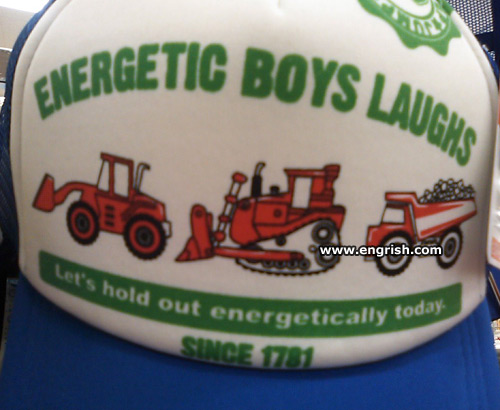 ENERGETIC BOYS LAUGHS
www.engrish.com
Let's hold out energetically today.
SINCE 1781